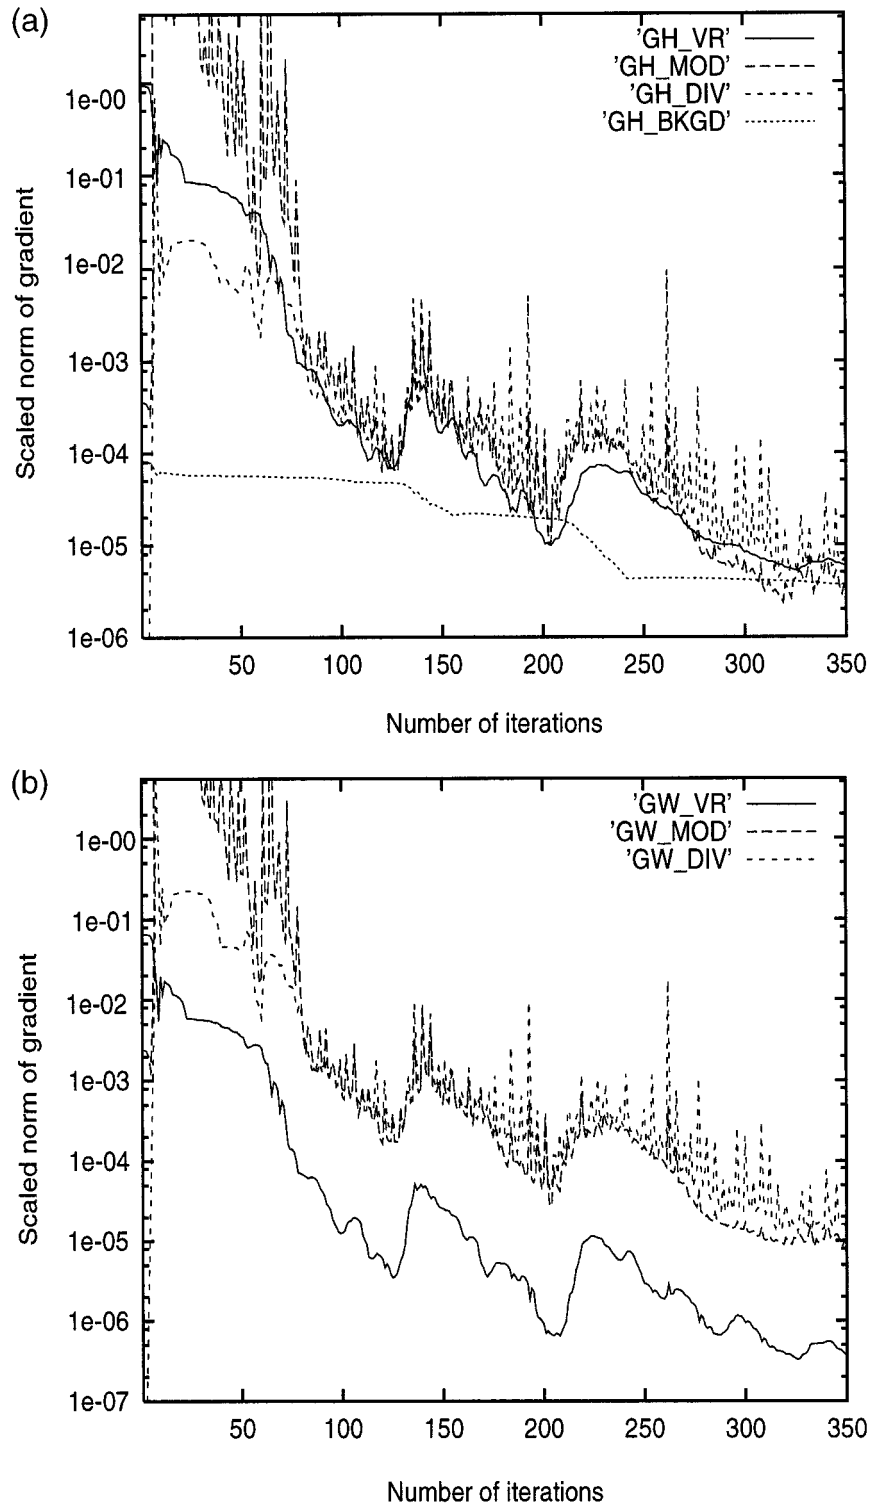 (a)
'GH_VR'
'GH_MOD'
'GH_DIV'
'GH_BKGD'
1e-00
1e-01
1e-02
1e-03
1e-04
1e-05
1e-06
Scaled norm of gradient
50 100 150 200 250 300 350
Number of iterations
(b)
'GW_VR'
'GW_MOD'
'GW_DIV'
1e-00
1e-01
1e-02
1e-03
1e-04
1e-05
1e-06
1e-07
Scaled norm of gradient
50 100 150 200 250 300 350
Number of iterations